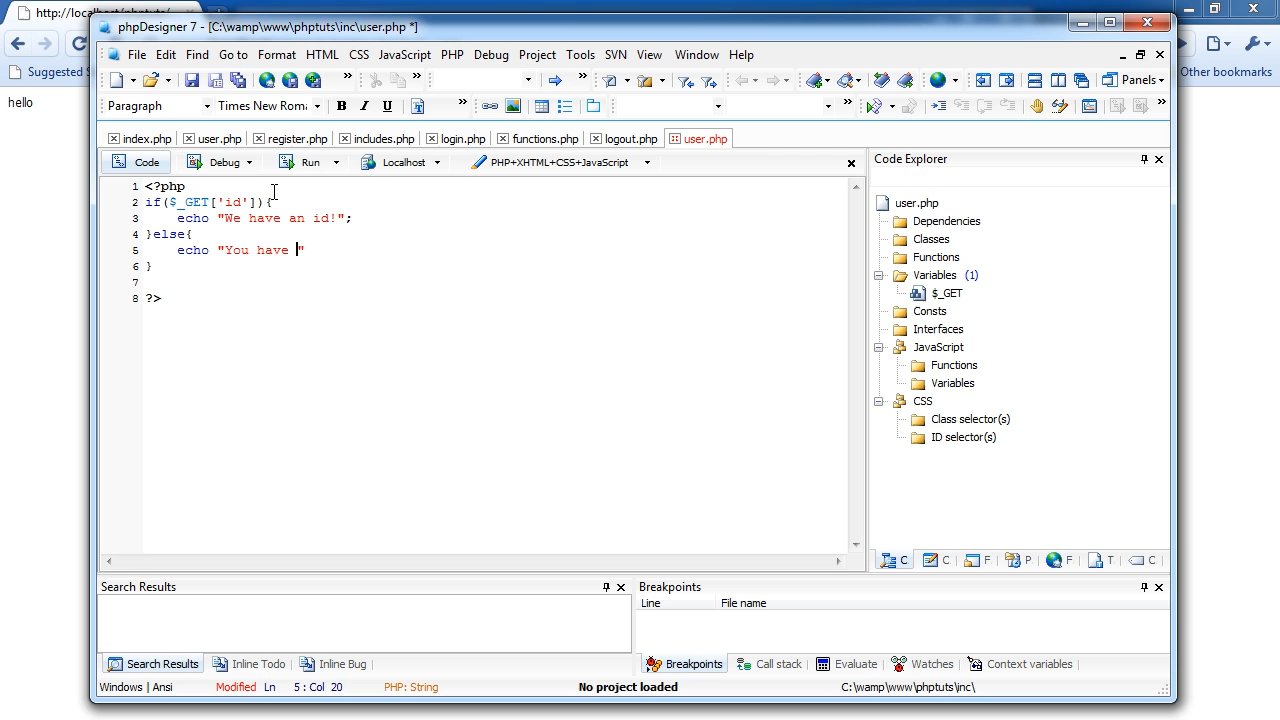 http://localhost/phptuts/
Suggested S
Other bookmarks
hello
phpDesigner 7 - [C:\wamp\www\phptuts\inc\user.php *]
File Edit Find Go to Format HTML CSS JavaScript PHP Debug Project Tools SVN View Window Help
Panels
Paragraph Times New Roma B I U
index.php user.php register.php includes.php login.php functions.php logout.php user.php
Code Debug Run Localhost PHP+XHTML+CSS+JavaScript
1 <?php
2 if($_GET['id']){
3 echo "We have an id!";
4 }else{
5 echo "You have "
6 }
7
8 ?>
Code Explorer
user.php
Dependencies
Classes
Functions
Variables (1)
$_GET
Consts
Interfaces
JavaScript
Functions
Variables
CSS
Class selector(s)
ID selector(s)
C C F P F T C
Search Results
Breakpoints
Line File name
Search Results Inline Todo Inline Bug
Breakpoints Call stack Evaluate Watches Context variables
Windows | Ansi Modified Ln 5 : Col 20 PHP: String No project loaded C:\wamp\www\phptuts\inc\